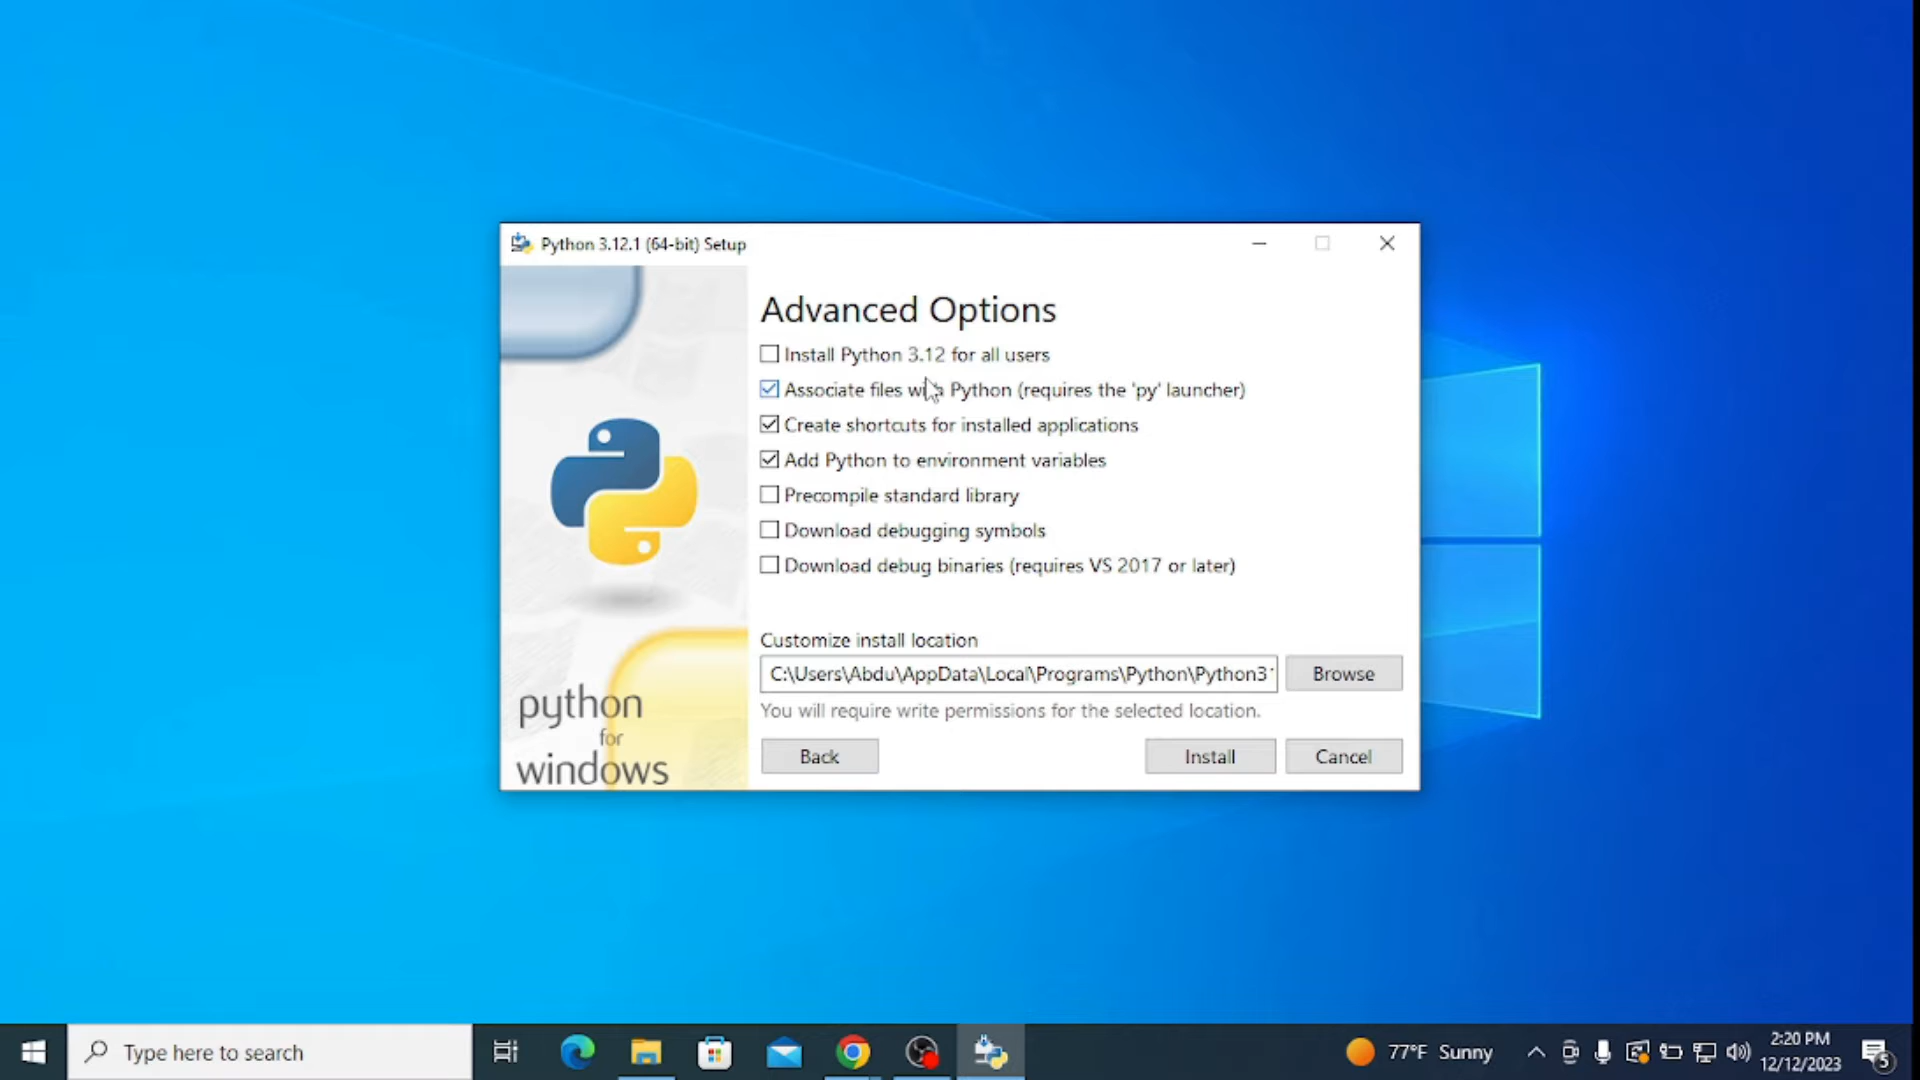 Python 3.12.1 (64-bit) Setup
Advanced Options
Install Python 3.12 for all users
Associate files with Python (requires the 'py' launcher)
Create shortcuts for installed applications
Add Python to environment variables
Precompile standard library
Download debugging symbols
Download debug binaries (requires VS 2017 or later)
Customize install location
C:\Users\Abdu\AppData\Local\Programs\Python\Python3
Browse
You will require write permissions for the selected location.
python
for
windows
Back
Install
Cancel
Type here to search
77°F Sunny
2:20 PM
12/12/2023
5